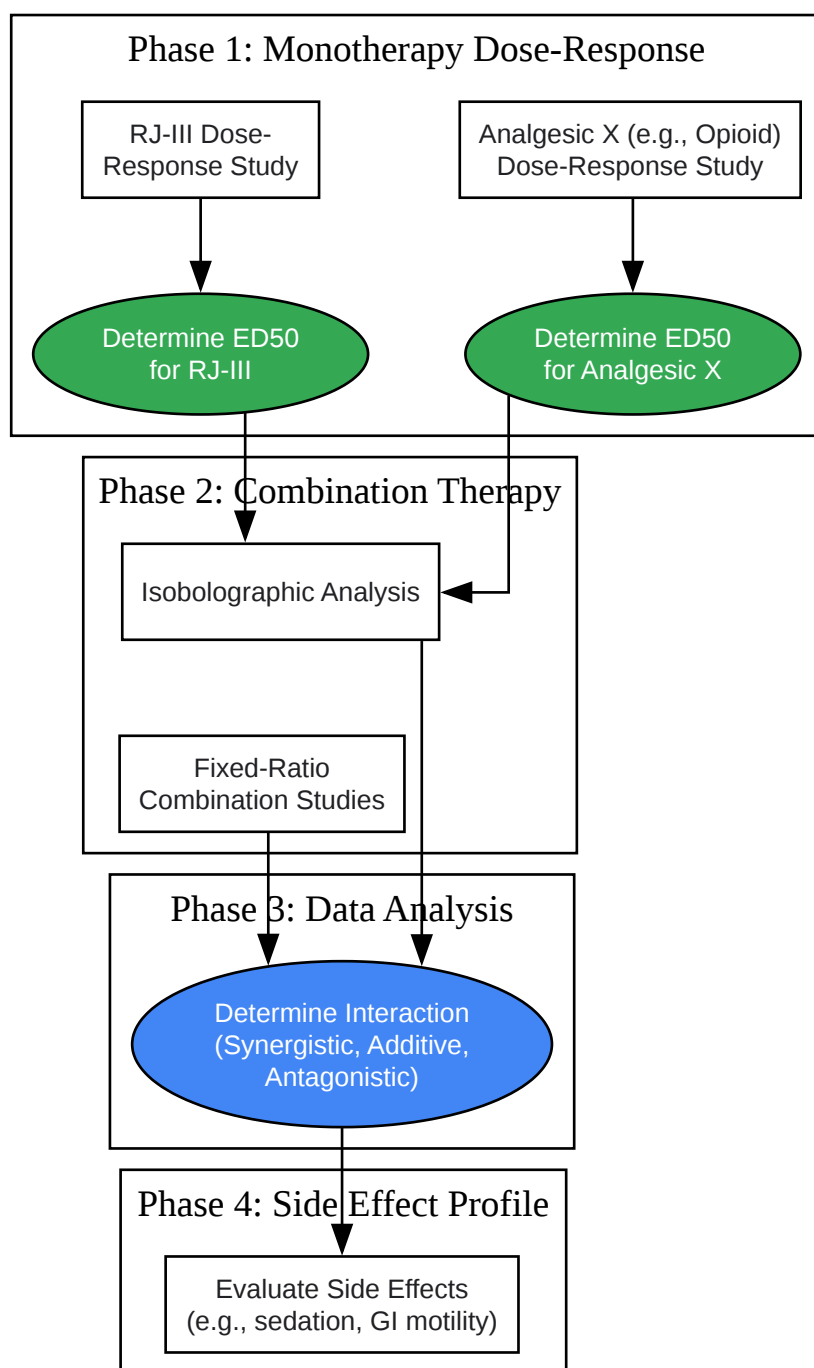 Phase 1: Monotherapy Dose-Response
RJ-III Dose-
Response Study
Analgesic X (e.g., Opioid)
Dose-Response Study
Determine ED50
for RJ-III
Determine ED50
for Analgesic X
Phase 2: Combination Therapy
Isobolographic Analysis
Fixed-Ratio
Combination Studies
Phase 3: Data Analysis
Determine Interaction
(Synergistic, Additive,
Antagonistic)
Phase 4: Side Effect Profile
Evaluate Side Effects
(e.g., sedation, GI motility)